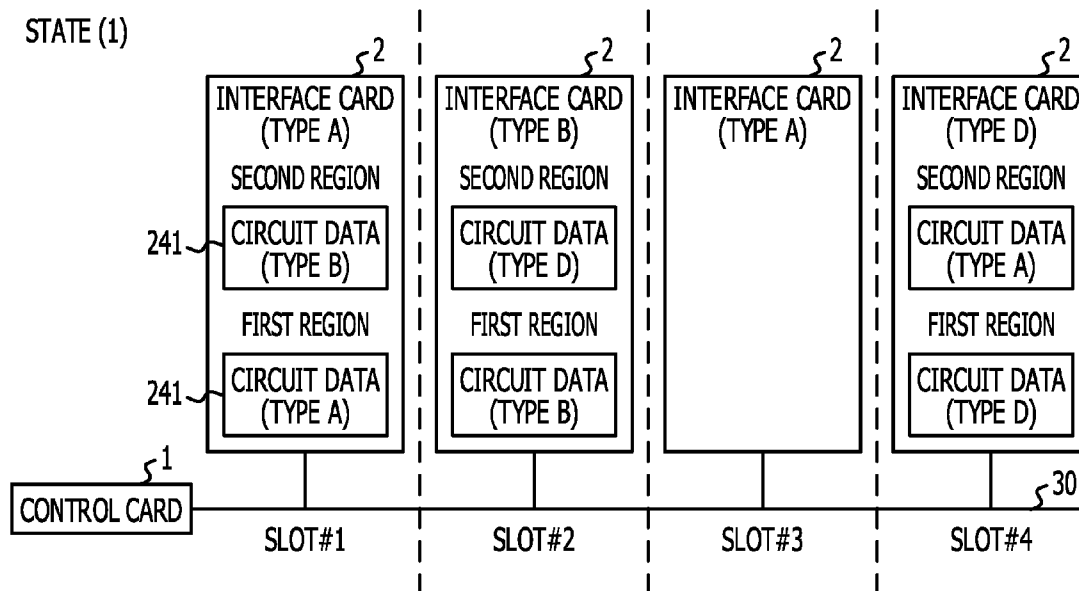 STATE (1)
2
2
2
2
INTERFACE CARD
(TYPE A)
SECOND REGION
241
CIRCUIT DATA
(TYPE B)
FIRST REGION
241
CIRCUIT DATA
(TYPE A)
INTERFACE CARD
(TYPE B)
SECOND REGION
CIRCUIT DATA
(TYPE D)
FIRST REGION
CIRCUIT DATA
(TYPE B)
INTERFACE CARD
(TYPE A)
INTERFACE CARD
(TYPE D)
SECOND REGION
CIRCUIT DATA
(TYPE A)
FIRST REGION
CIRCUIT DATA
(TYPE D)
1
CONTROL CARD
30
SLOT#1
SLOT#2
SLOT#3
SLOT#4